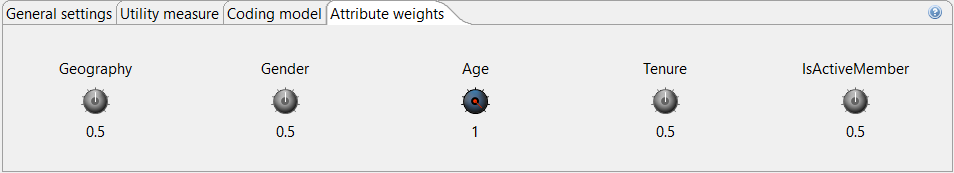 General settings Utility measure Coding model Attribute weights ?
Geography Gender Age Tenure IsActiveMember
0.5 0.5 1 0.5 0.5